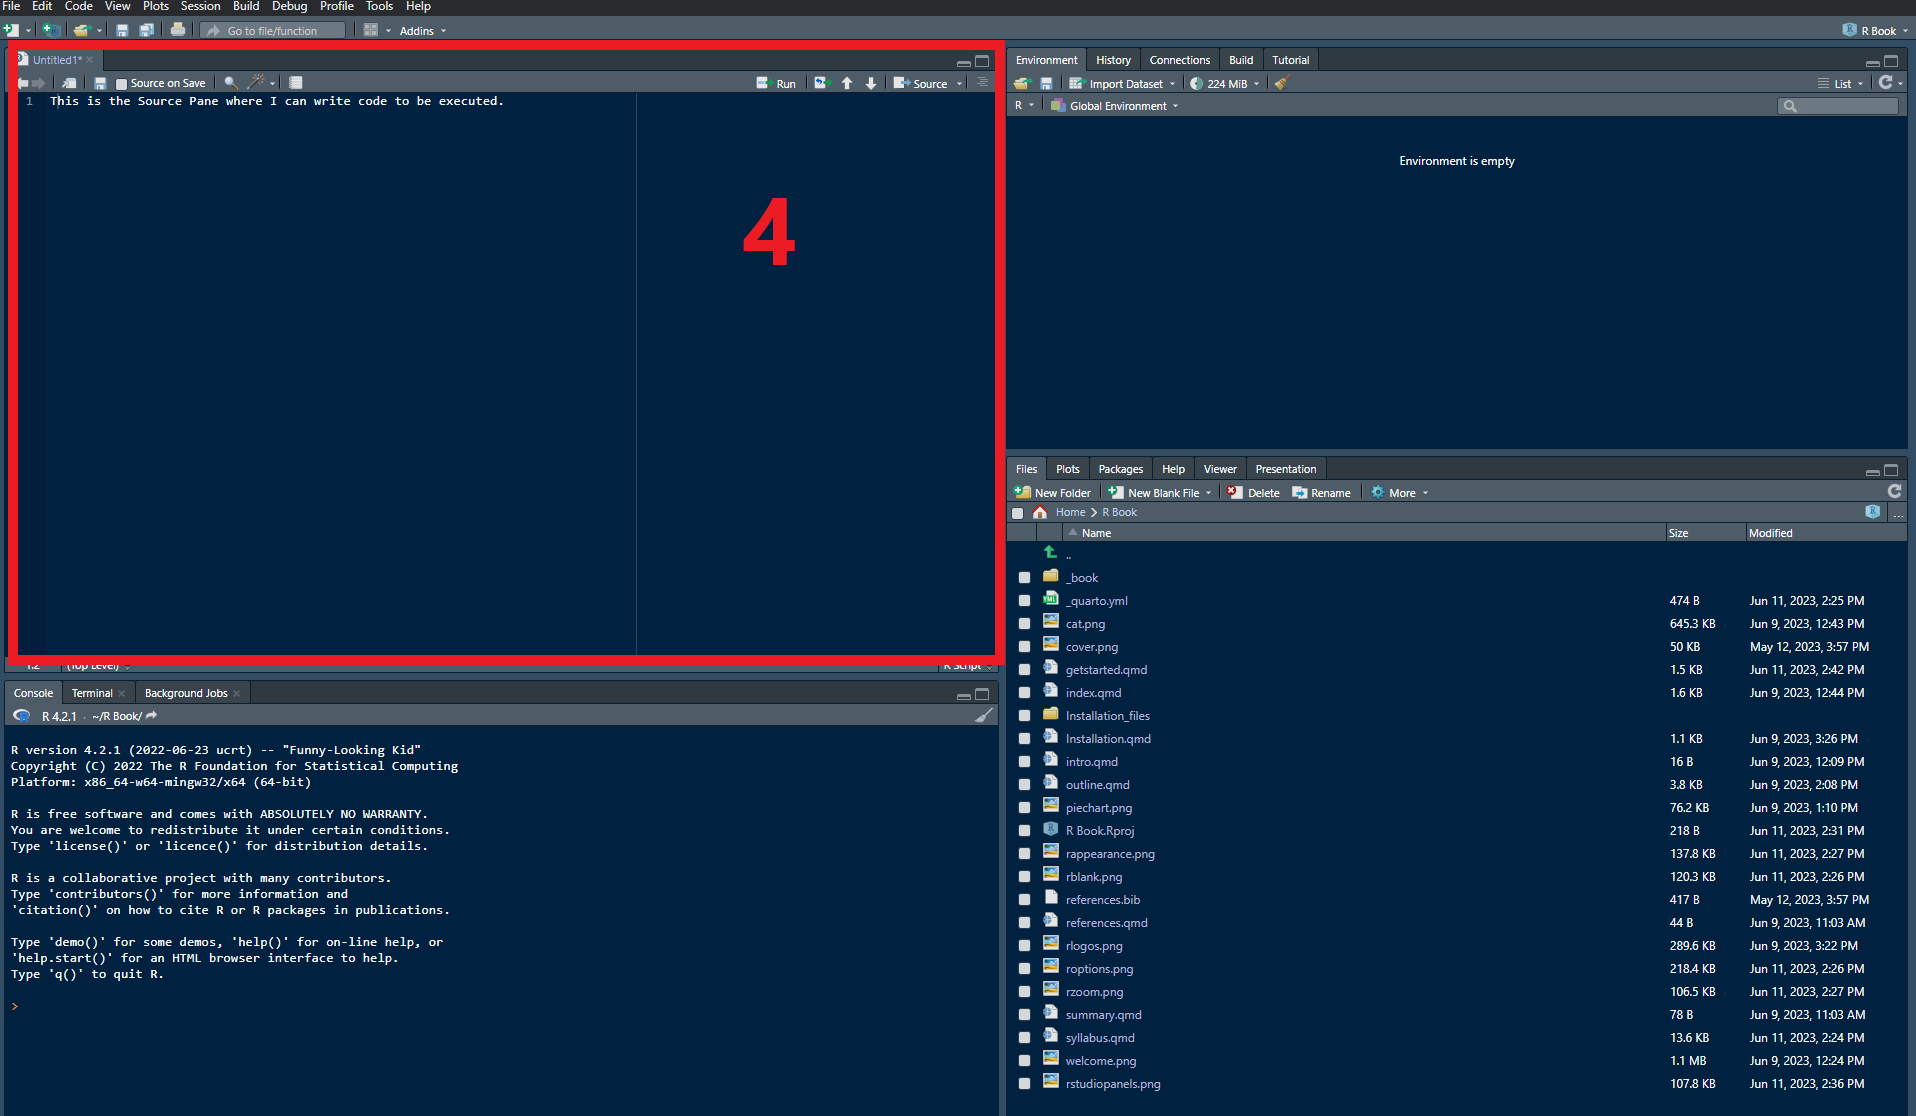 File Edit Code View Plots Session Build Debug Profile Tools Help
Go to file/function Addins R Book
Untitled1*
Source on Save Run Source
1 This is the Source Pane where I can write code to be executed.
4
1:2 (Top Level) R Script
Console Terminal Background Jobs
R 4.2.1 · ~/R Book/
R version 4.2.1 (2022-06-23 ucrt) -- "Funny-Looking Kid"
Copyright (C) 2022 The R Foundation for Statistical Computing
Platform: x86_64-w64-mingw32/x64 (64-bit)
R is free software and comes with ABSOLUTELY NO WARRANTY.
You are welcome to redistribute it under certain conditions.
Type 'license()' or 'licence()' for distribution details.
R is a collaborative project with many contributors.
Type 'contributors()' for more information and
'citation()' on how to cite R or R packages in publications.
Type 'demo()' for some demos, 'help()' for on-line help, or
'help.start()' for an HTML browser interface to help.
Type 'q()' to quit R.
>
Environment History Connections Build Tutorial
Import Dataset 224 MiB List
R Global Environment
Environment is empty
Files Plots Packages Help Viewer Presentation
New Folder New Blank File Delete Rename More
Home R Book ...
Name Size Modified
..
_book
_quarto.yml 474 B Jun 11, 2023, 2:25 PM
cat.png 645.3 KB Jun 9, 2023, 12:43 PM
cover.png 50 KB May 12, 2023, 3:57 PM
getstarted.qmd 1.5 KB Jun 11, 2023, 2:42 PM
index.qmd 1.6 KB Jun 9, 2023, 12:44 PM
Installation_files
Installation.qmd 1.1 KB Jun 9, 2023, 3:26 PM
intro.qmd 16 B Jun 9, 2023, 12:09 PM
outline.qmd 3.8 KB Jun 9, 2023, 2:08 PM
piechart.png 76.2 KB Jun 9, 2023, 1:10 PM
R Book.Rproj 218 B Jun 11, 2023, 2:31 PM
rappearance.png 137.8 KB Jun 11, 2023, 2:27 PM
rblank.png 120.3 KB Jun 11, 2023, 2:26 PM
references.bib 417 B May 12, 2023, 3:57 PM
references.qmd 44 B Jun 9, 2023, 11:03 AM
rlogos.png 289.6 KB Jun 9, 2023, 3:22 PM
roptions.png 218.4 KB Jun 11, 2023, 2:26 PM
rzoom.png 106.5 KB Jun 11, 2023, 2:27 PM
summary.qmd 78 B Jun 9, 2023, 11:03 AM
syllabus.qmd 13.6 KB Jun 11, 2023, 2:24 PM
welcome.png 1.1 MB Jun 9, 2023, 12:24 PM
rstudiopanels.png 107.8 KB Jun 11, 2023, 2:36 PM